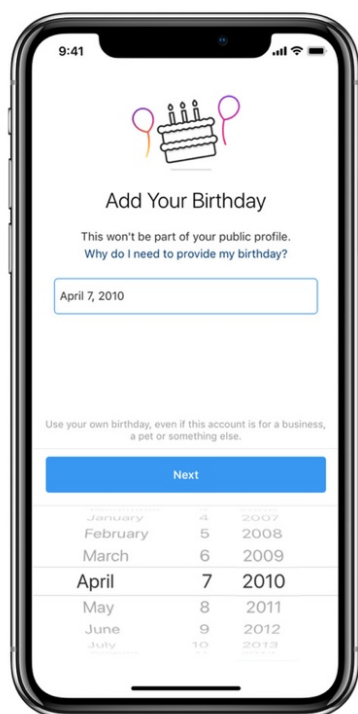 9:41
Add Your Birthday
This won't be part of your public profile.
Why do I need to provide my birthday?
April 7, 2010
Use your own birthday, even if this account is for a business,
a pet or something else.
Next
January 4 2007
February 5 2008
March 6 2009
April 7 2010
May 8 2011
June 9 2012
July 10 2013